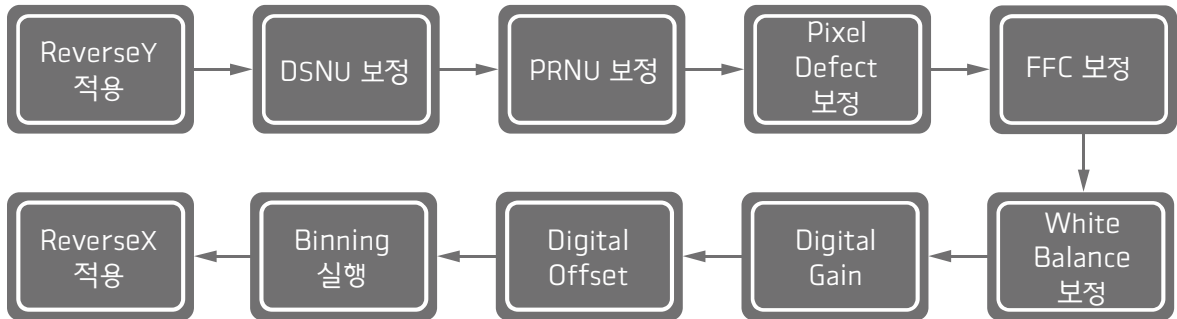 ReverseY
적용
DSNU 보정
PRNU 보정
Pixel
Defect
보정
FFC 보정
White
Balance
보정
Digital
Gain
Digital
Offset
Binning
실행
ReverseX
적용